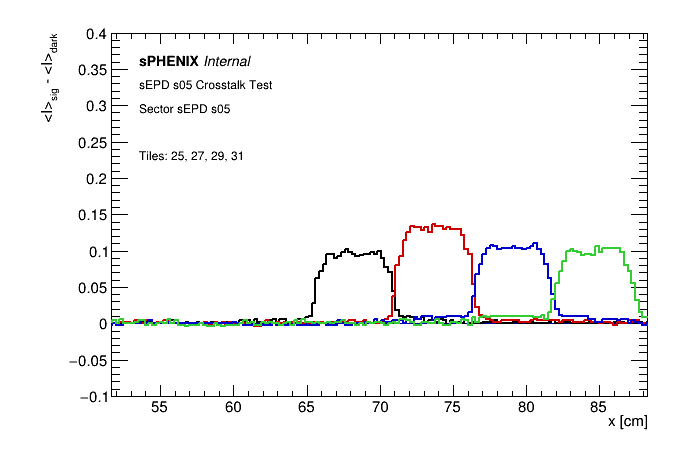 0.4
0.35
0.3
0.25
0.2
0.15
0.1
0.05
0
−0.05
−0.1
<I>sig - <I>dark
sPHENIX Internal
sEPD s05 Crosstalk Test
Sector sEPD s05
Tiles: 25, 27, 29, 31
55 60 65 70 75 80 85
x [cm]